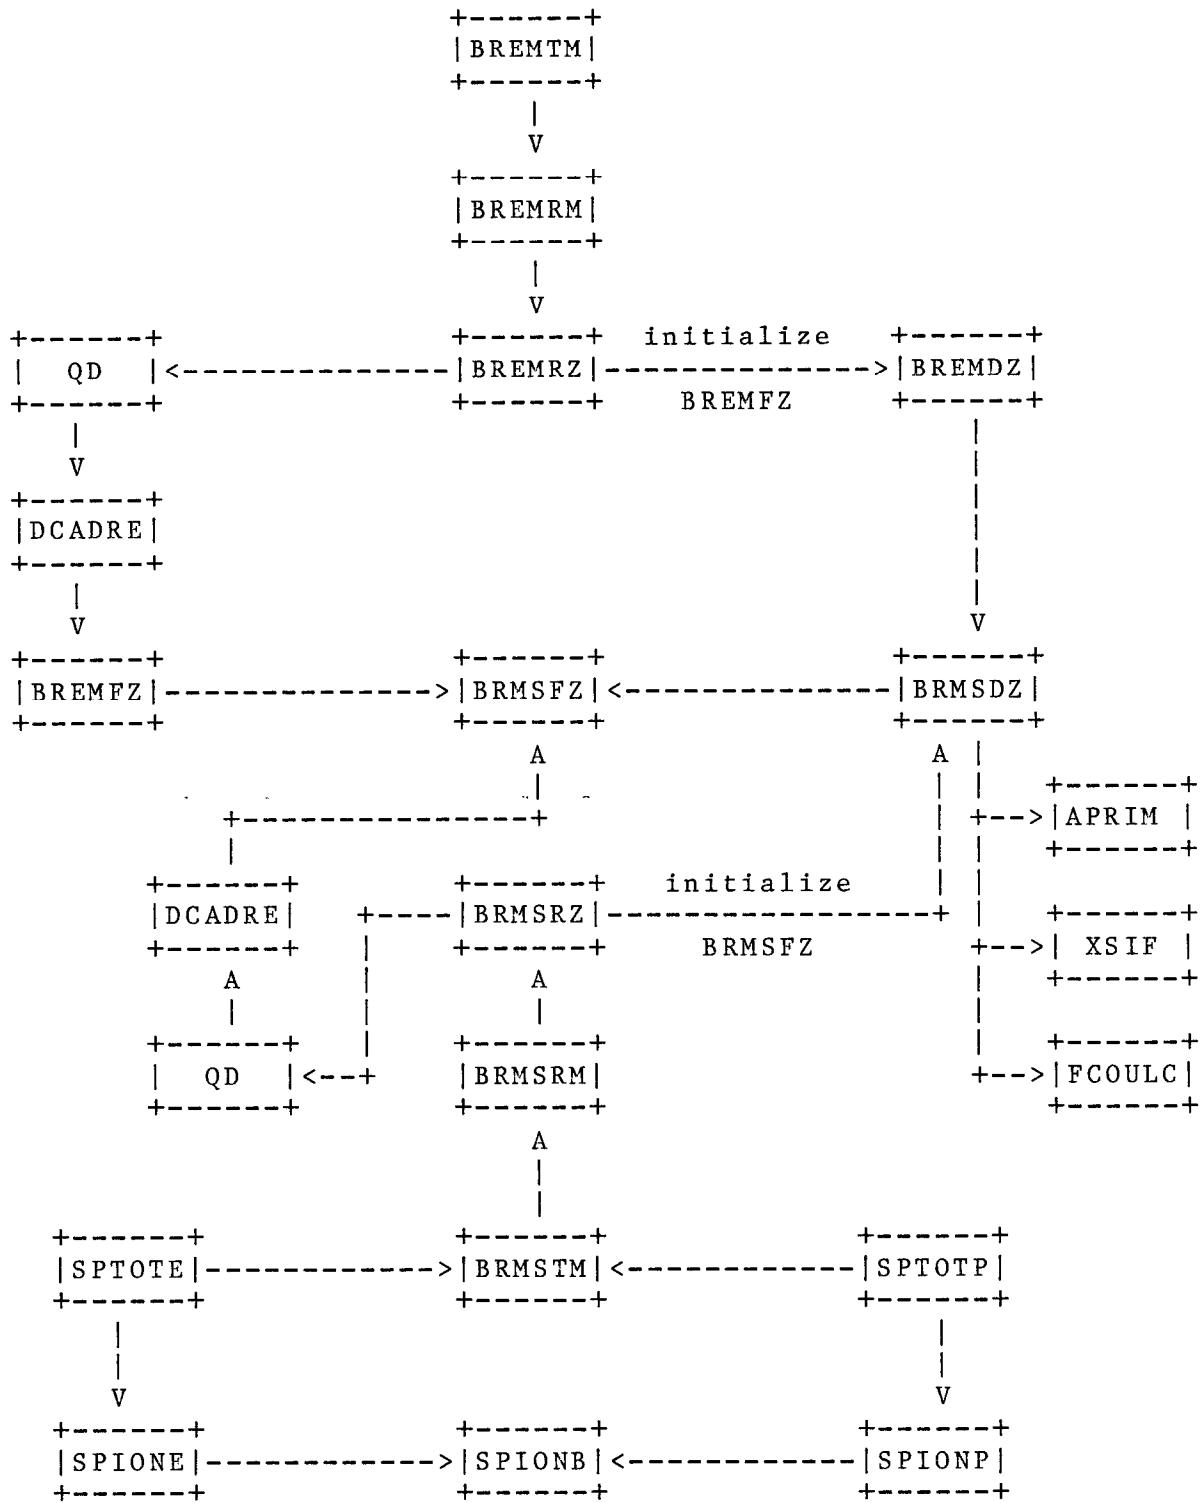 BREMTM
BREMRM
initialize
QD BREMRZ BREMDZ
BREMFZ
DCADRE
BREMFZ BRMSFZ BRMSDZ
APRIM
initialize
DCADRE BRMSRZ
BRMSFZ XSIF
QD BRMSRM FCOULC
SPTOTE BRMSTM SPTOTP
SPIONE SPIONB SPIONP